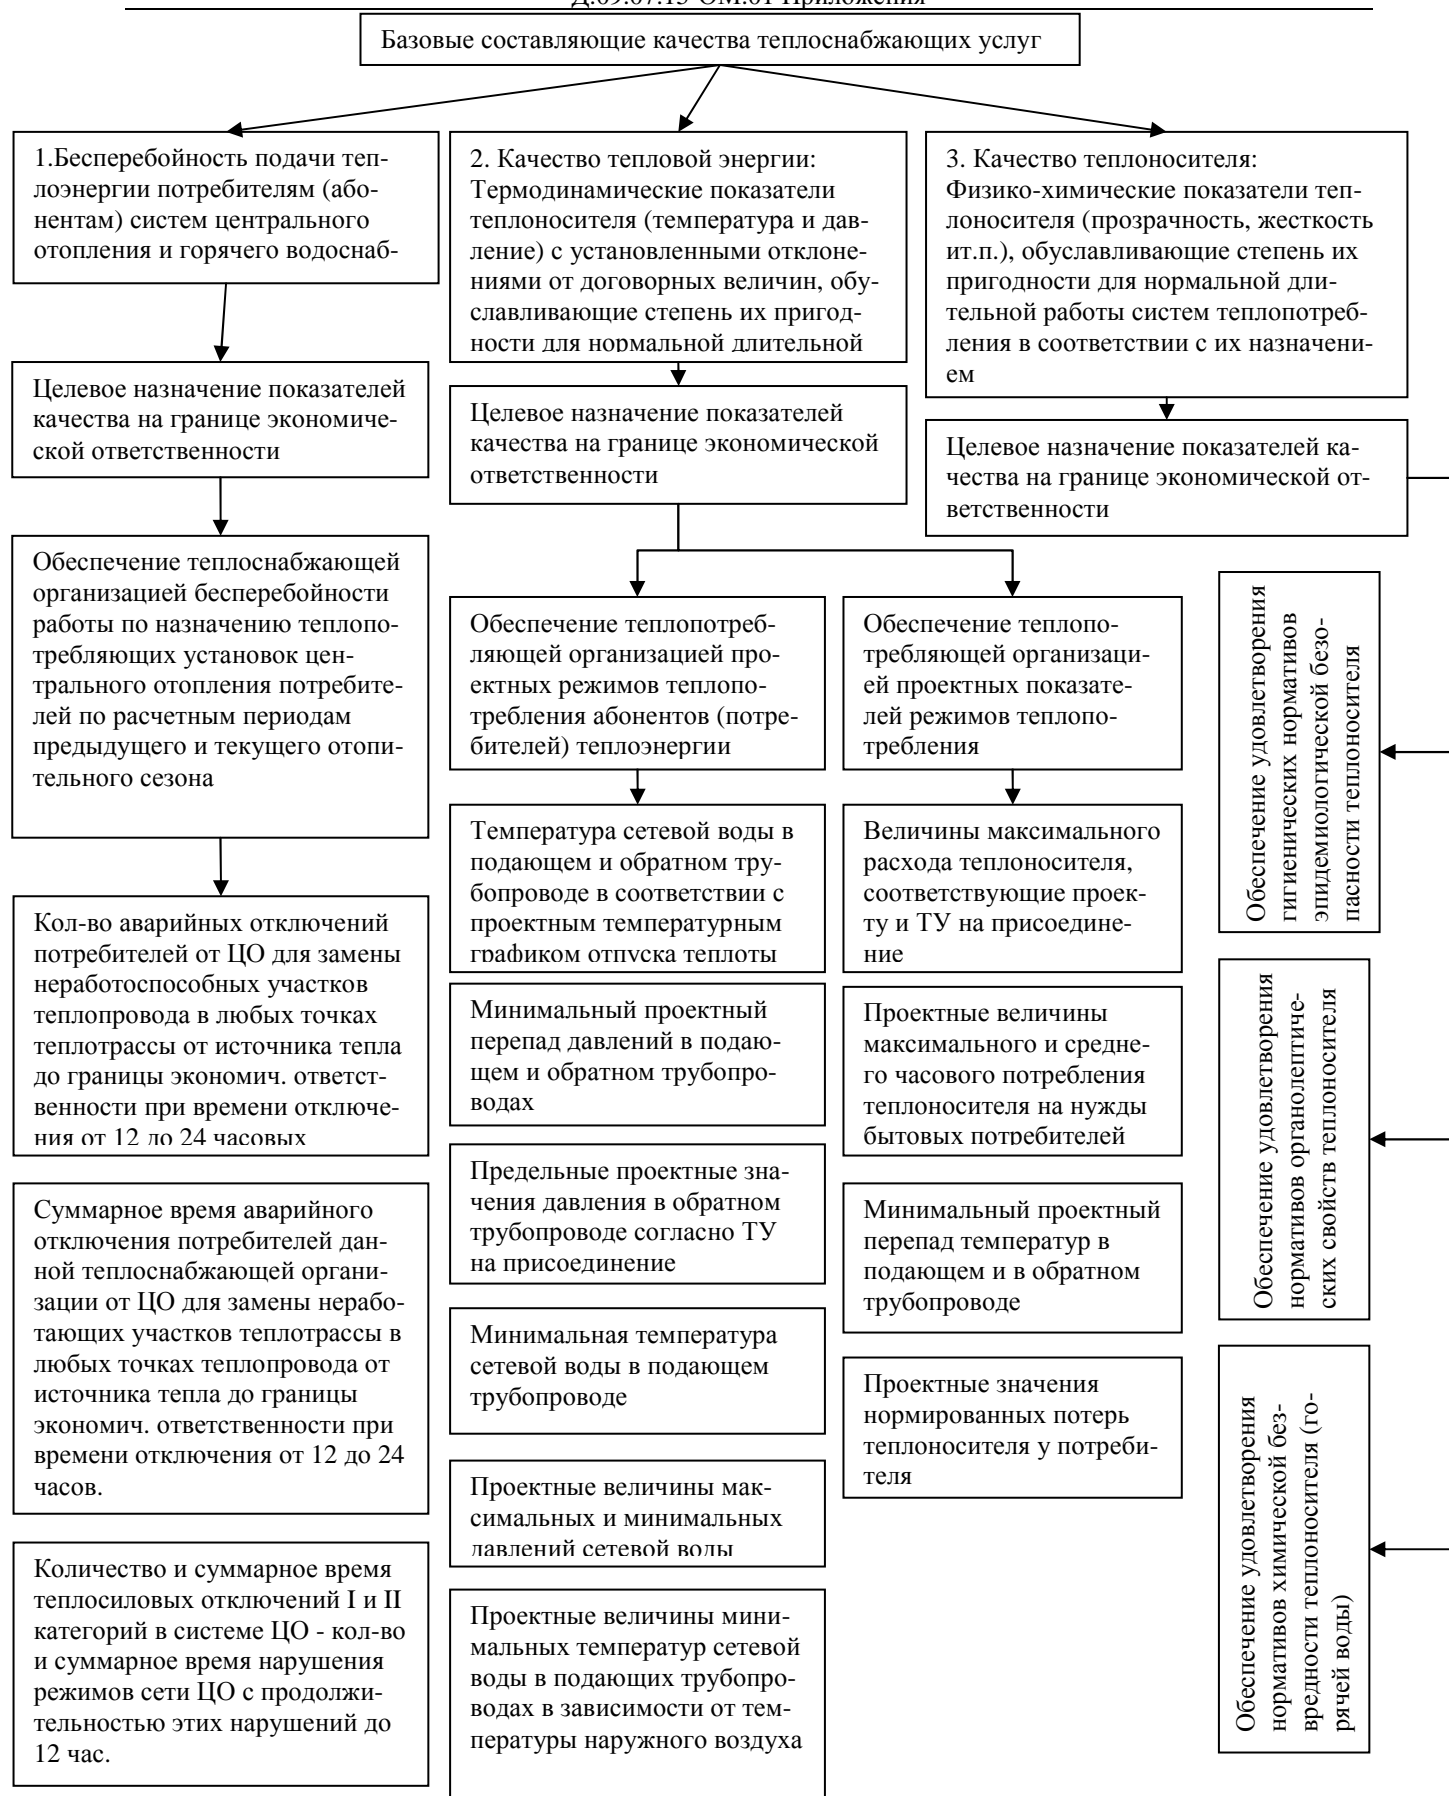 Д.09.07.13-ОМ.01 Приложения
Базовые составляющие качества теплоснабжающих услуг
1.Бесперебойность подачи теп-
лоэнергии потребителям (або-
нентам) систем центрального
отопления и горячего водоснаб-
2. Качество тепловой энергии:
Термодинамические показатели
теплоносителя (температура и дав-
ление) с установленными отклоне-
ниями от договорных величин, обу-
славливающие степень их пригод-
ности для нормальной длительной
3. Качество теплоносителя:
Физико-химические показатели теп-
лоносителя (прозрачность, жесткость
ит.п.), обуславливающие степень их
пригодности для нормальной дли-
тельной работы систем теплопотреб-
ления в соответствии с их назначени-
ем
Целевое назначение показателей
качества на границе экономиче-
ской ответственности
Целевое назначение показателей
качества на границе экономической
ответственности
Целевое назначение показателей ка-
чества на границе экономической от-
ветственности
Обеспечение теплоснабжающей
организацией бесперебойности
работы по назначению теплопо-
требляющих установок цен-
трального отопления потребите-
лей по расчетным периодам
предыдущего и текущего отопи-
тельного сезона
Обеспечение теплопотреб-
ляющей организацией про-
ектных режимов теплопо-
требления абонентов (потре-
бителей) теплоэнергии
Обеспечение теплопо-
требляющей организаци-
ей проектных показате-
лей режимов теплопо-
требления
Обеспечение удовлетворения
гигиенических нормативов
эпидемиологической безо-
пасности теплоносителя
Температура сетевой воды в
подающем и обратном тру-
бопроводе в соответствии с
проектным температурным
графиком отпуска теплоты
Величины максимального
расхода теплоносителя,
соответствующие проек-
ту и ТУ на присоедине-
ние
Кол-во аварийных отключений
потребителей от ЦО для замены
неработоспособных участков
теплопровода в любых точках
теплотрассы от источника тепла
до границы экономич. ответст-
венности при времени отключе-
ния от 12 до 24 часовых
Минимальный проектный
перепад давлений в подаю-
щем и обратном трубопро-
водах
Проектные величины
максимального и средне-
го часового потребления
теплоносителя на нужды
бытовых потребителей
Обеспечение удовлетворения
нормативов органолептиче-
ских свойств теплоносителя
Предельные проектные зна-
чения давления в обратном
трубопроводе согласно ТУ
на присоединение
Суммарное время аварийного
отключения потребителей дан-
ной теплоснабжающей органи-
зации от ЦО для замены нерабо-
тающих участков теплотрассы в
любых точках теплопровода от
источника тепла до границы
экономич. ответственности при
времени отключения от 12 до 24
часов.
Минимальный проектный
перепад температур в
подающем и в обратном
трубопроводе
Минимальная температура
сетевой воды в подающем
трубопроводе
Проектные значения
нормированных потерь
теплоносителя у потреби-
теля
Обеспечение удовлетворения
нормативов химической без-
вредности теплоносителя (го-
рячей воды)
Проектные величины мак-
симальных и минимальных
давлений сетевой воды
Количество и суммарное время
теплосиловых отключений I и II
категорий в системе ЦО - кол-во
и суммарное время нарушения
режимов сети ЦО с продолжи-
тельностью этих нарушений до
12 час.
Проектные величины мини-
мальных температур сетевой
воды в подающих трубопро-
водах в зависимости от тем-
пературы наружного воздуха